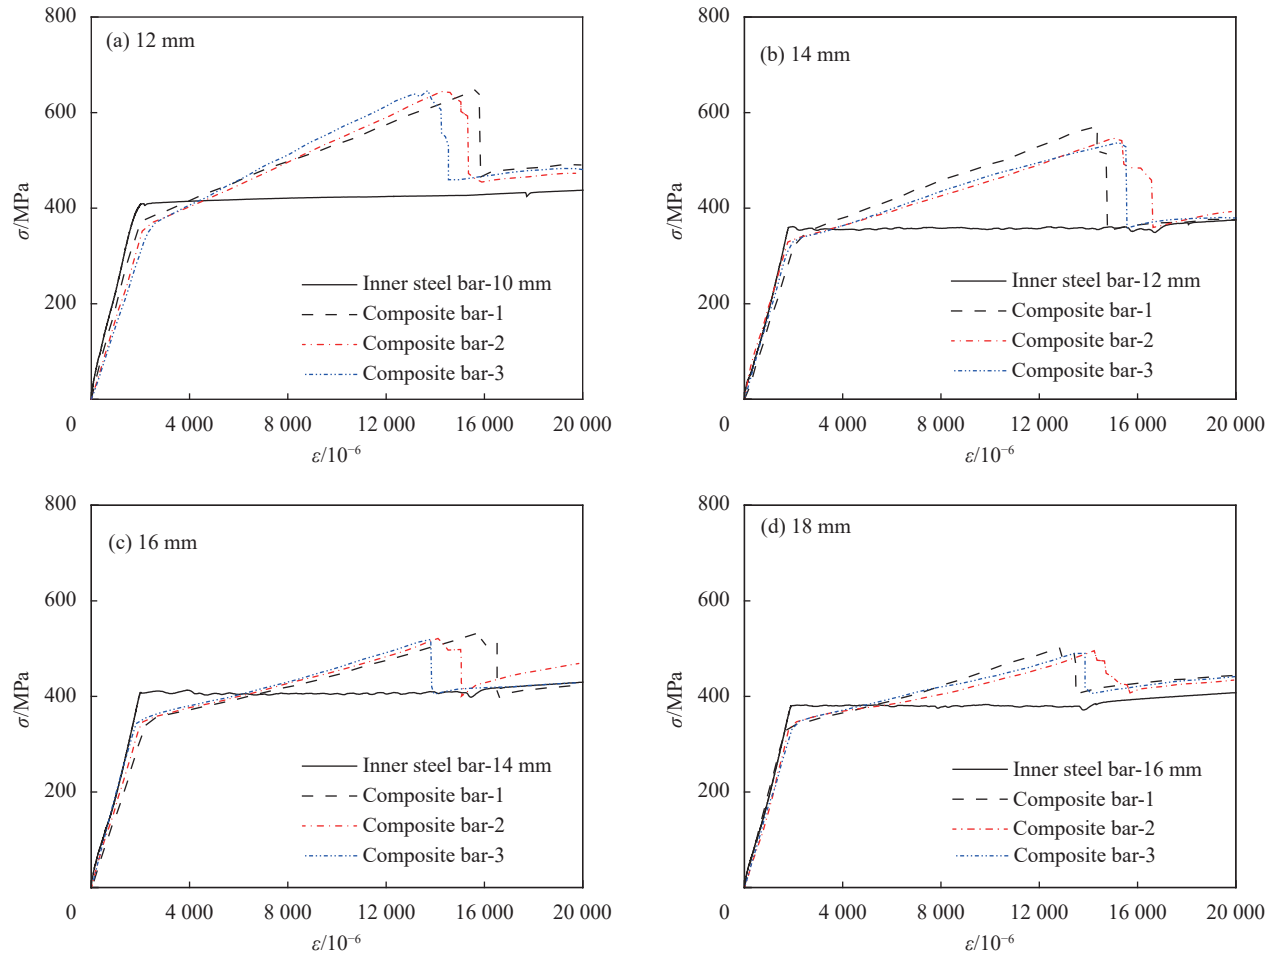 (a) 12 mm
800
600
400
200
0
4 000
8 000
12 000
16 000
20 000
σ/MPa
ε/10⁻⁶
Inner steel bar-10 mm
Composite bar-1
Composite bar-2
Composite bar-3
(b) 14 mm
800
600
400
200
0
4 000
8 000
12 000
16 000
20 000
σ/MPa
ε/10⁻⁶
Inner steel bar-12 mm
Composite bar-1
Composite bar-2
Composite bar-3
(c) 16 mm
800
600
400
200
0
4 000
8 000
12 000
16 000
20 000
σ/MPa
ε/10⁻⁶
Inner steel bar-14 mm
Composite bar-1
Composite bar-2
Composite bar-3
(d) 18 mm
800
600
400
200
0
4 000
8 000
12 000
16 000
20 000
σ/MPa
ε/10⁻⁶
Inner steel bar-16 mm
Composite bar-1
Composite bar-2
Composite bar-3